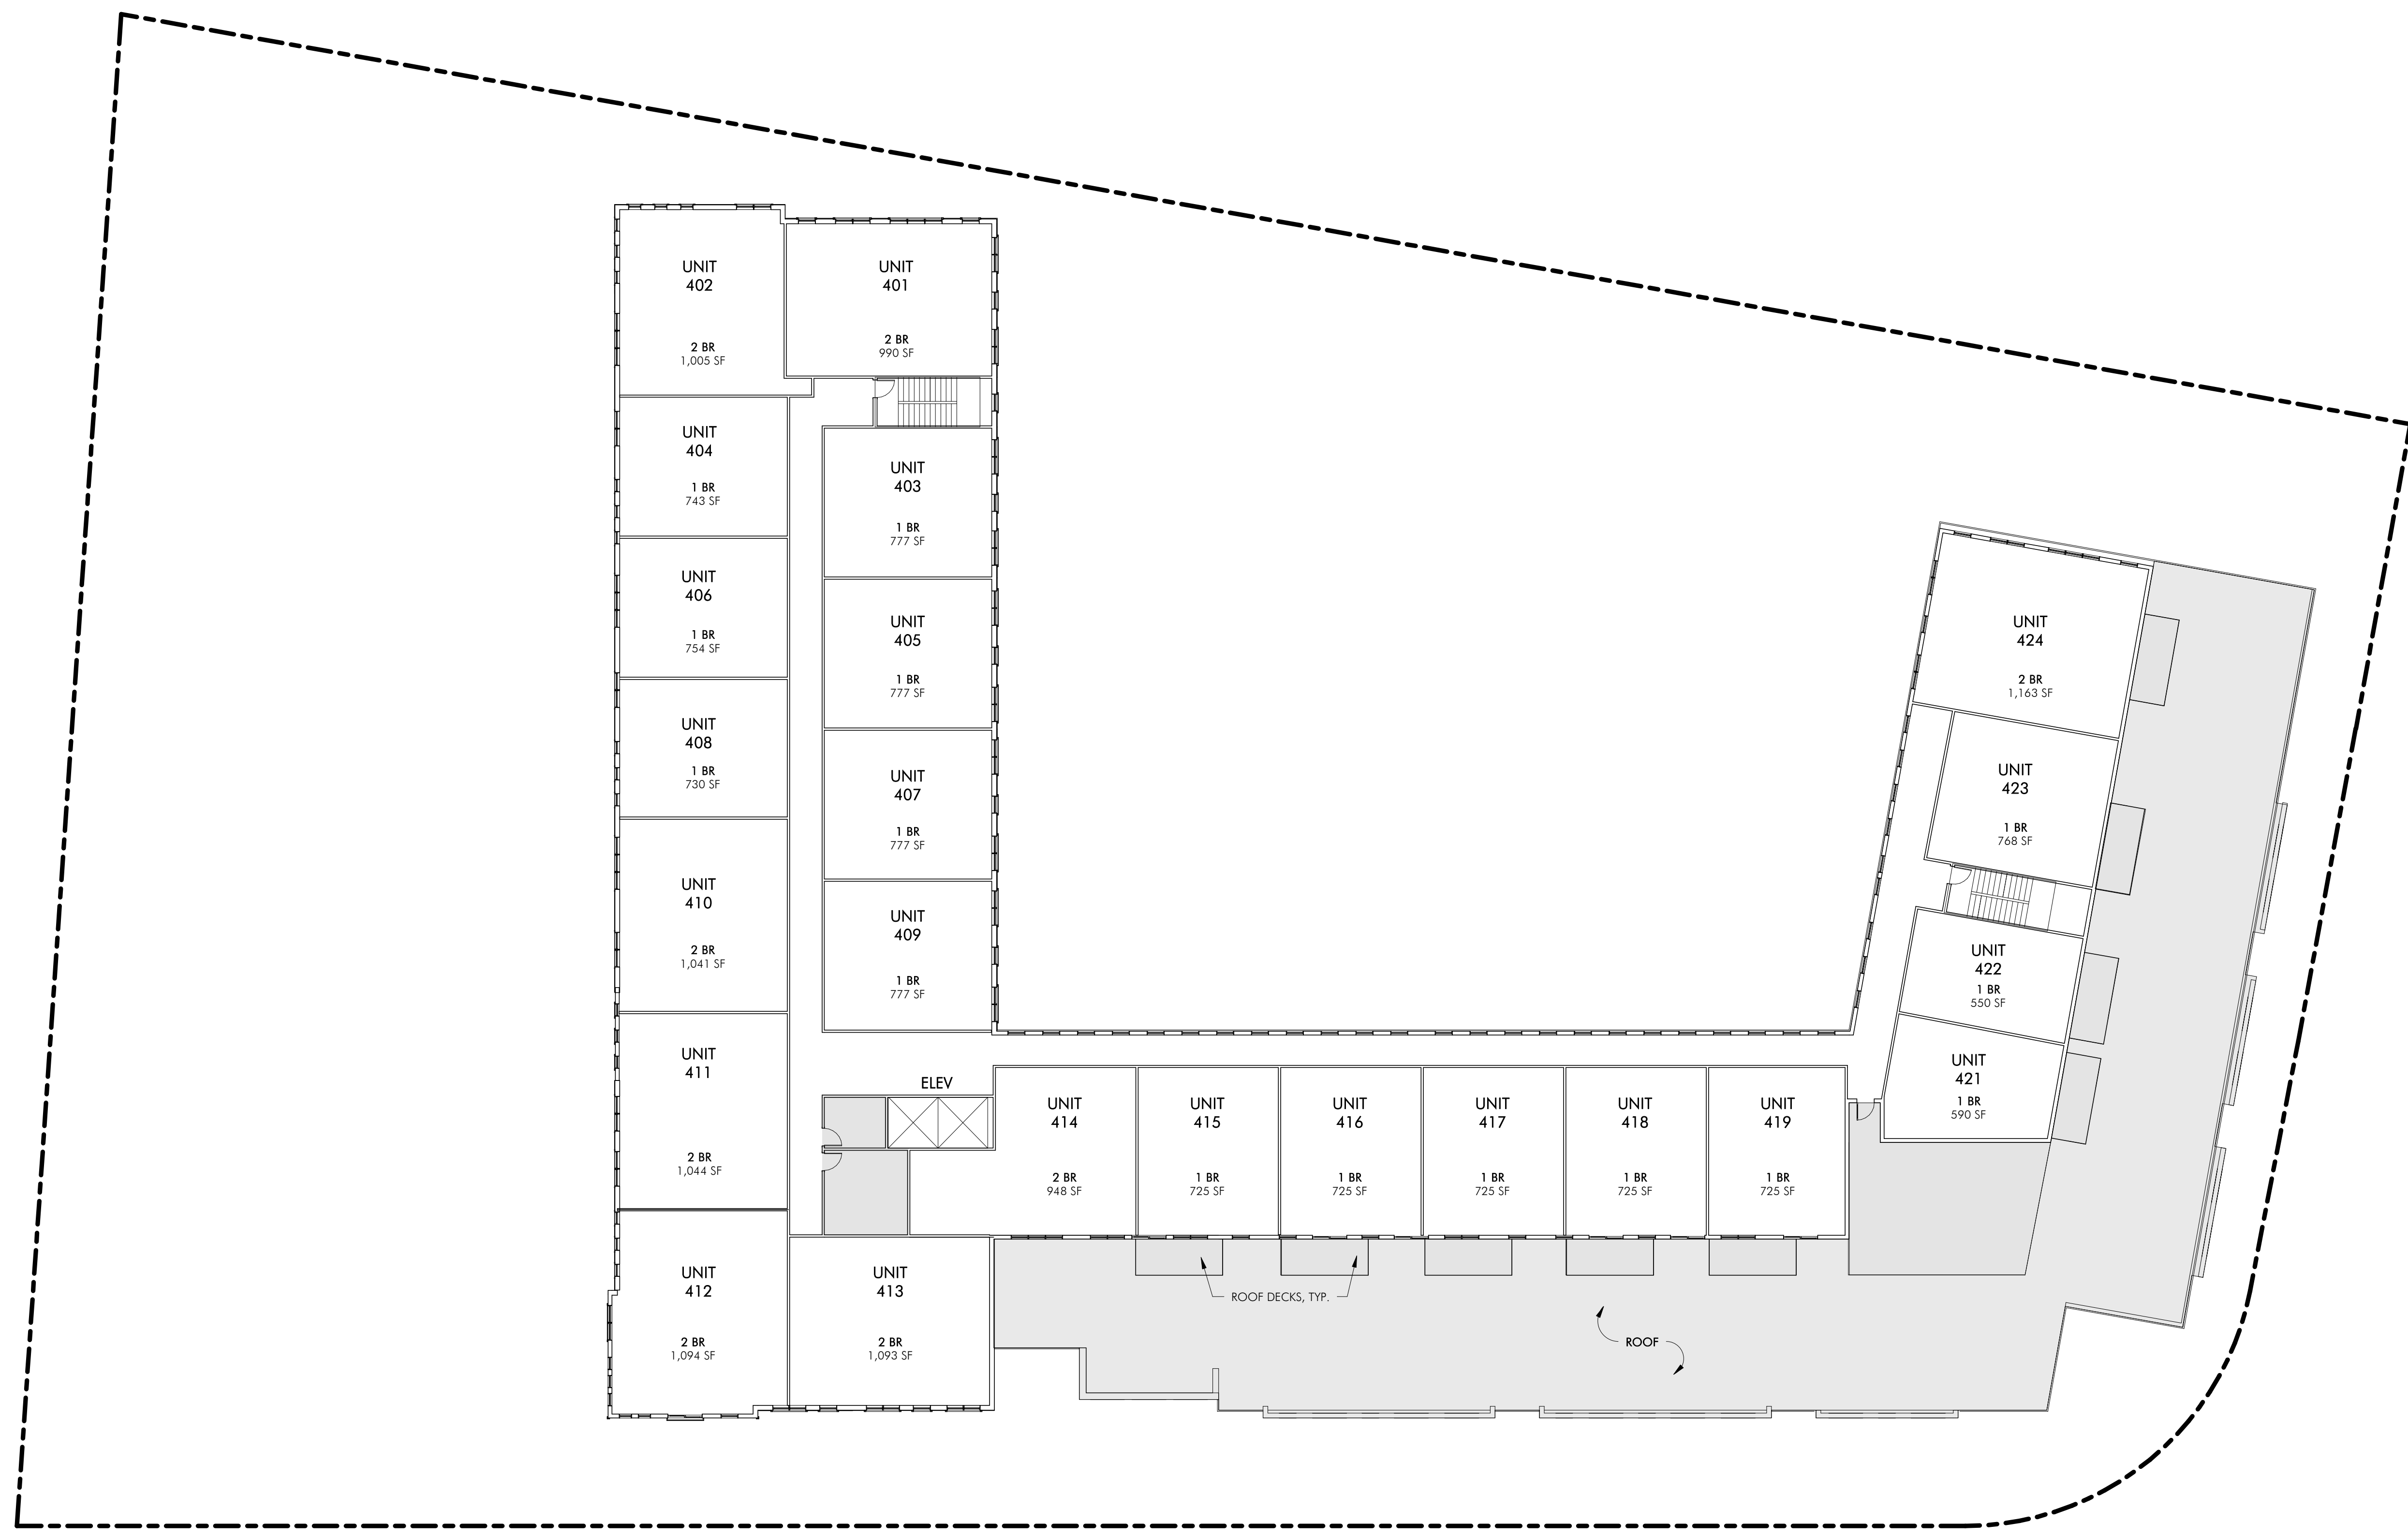 UNIT
402
2 BR
1,005 SF
UNIT
401
2 BR
990 SF
UNIT
404
1 BR
743 SF
UNIT
403
1 BR
777 SF
UNIT
406
1 BR
754 SF
UNIT
405
1 BR
777 SF
UNIT
408
1 BR
730 SF
UNIT
407
1 BR
777 SF
UNIT
410
2 BR
1,041 SF
UNIT
409
1 BR
777 SF
UNIT
411
2 BR
1,044 SF
ELEV
UNIT
412
2 BR
1,094 SF
UNIT
413
2 BR
1,093 SF
UNIT
414
2 BR
948 SF
UNIT
415
1 BR
725 SF
UNIT
416
1 BR
725 SF
UNIT
417
1 BR
725 SF
UNIT
418
1 BR
725 SF
UNIT
419
1 BR
725 SF
ROOF DECKS, TYP.
ROOF
UNIT
424
2 BR
1,163 SF
UNIT
423
1 BR
768 SF
UNIT
422
1 BR
550 SF
UNIT
421
1 BR
590 SF